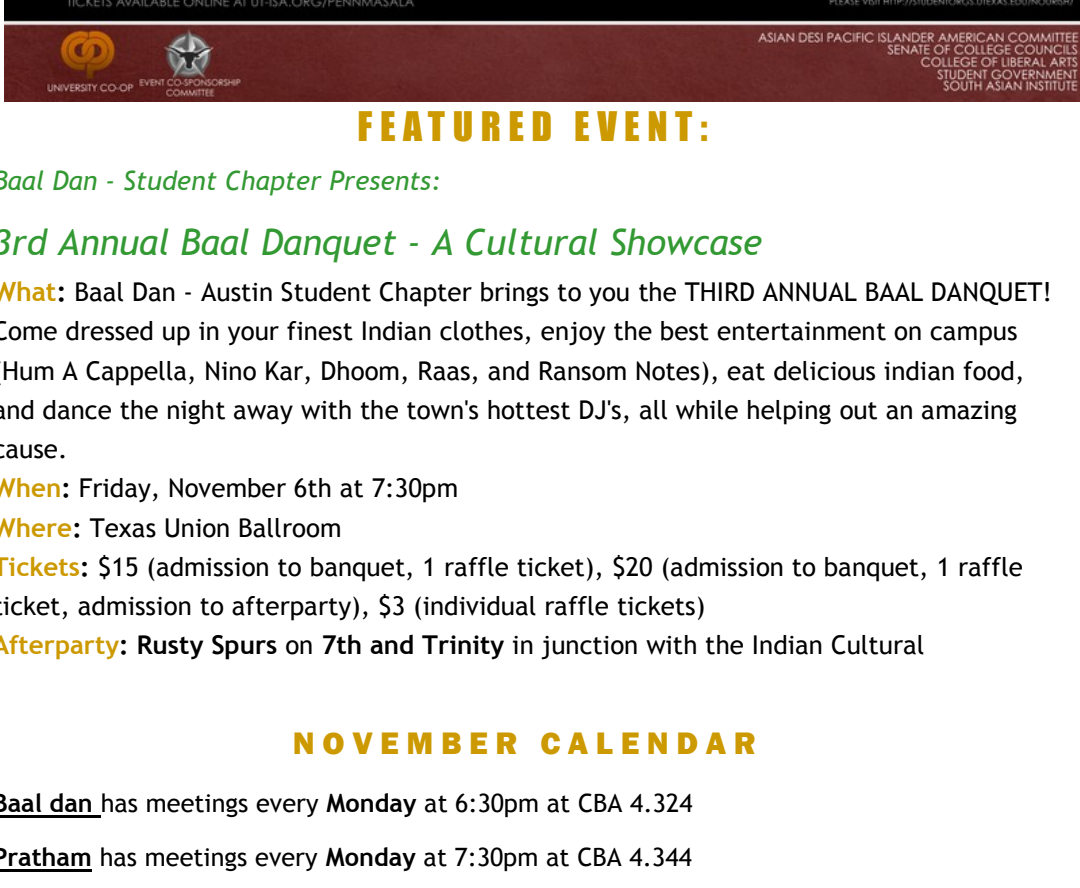 TICKETS AVAILABLE ONLINE AT UT-ISA.ORG/PENNMASALA
PLEASE VISIT HTTP://STUDENTORGS.UTEXAS.EDU/NOURISH/
UNIVERSITY CO-OP
EVENT CO-SPONSORSHIP
COMMITTEE
ASIAN DESI PACIFIC ISLANDER AMERICAN COMMITTEE
SENATE OF COLLEGE COUNCILS
COLLEGE OF LIBERAL ARTS
STUDENT GOVERNMENT
SOUTH ASIAN INSTITUTE
FEATURED EVENT:
Baal Dan - Student Chapter Presents:
3rd Annual Baal Danquet - A Cultural Showcase
What: Baal Dan - Austin Student Chapter brings to you the THIRD ANNUAL BAAL DANQUET!
Come dressed up in your finest Indian clothes, enjoy the best entertainment on campus
(Hum A Cappella, Nino Kar, Dhoom, Raas, and Ransom Notes), eat delicious indian food,
and dance the night away with the town's hottest DJ's, all while helping out an amazing
cause.
When: Friday, November 6th at 7:30pm
Where: Texas Union Ballroom
Tickets: $15 (admission to banquet, 1 raffle ticket), $20 (admission to banquet, 1 raffle
ticket, admission to afterparty), $3 (individual raffle tickets)
Afterparty: Rusty Spurs on 7th and Trinity in junction with the Indian Cultural
NOVEMBER CALENDAR
Baal dan has meetings every Monday at 6:30pm at CBA 4.324
Pratham has meetings every Monday at 7:30pm at CBA 4.344